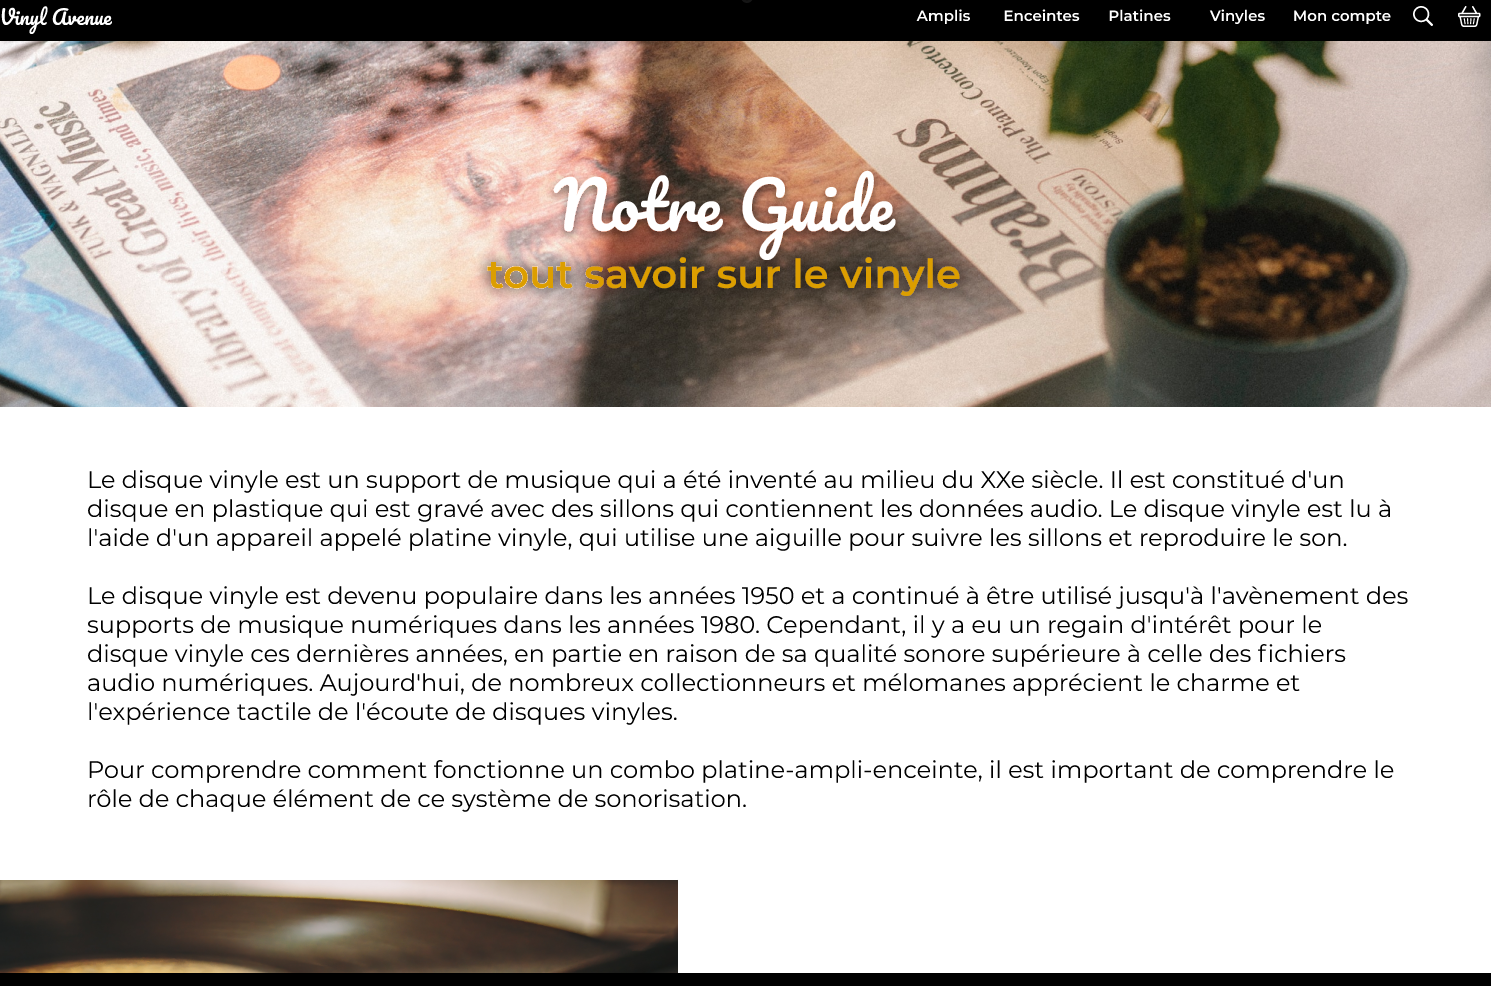 Vinyl Avenue
Amplis Enceintes Platines Vinyles Mon compte
FUNK & WAGNALLS
Great Music
their lives, music, and times
Library of
great composers,
The Piano Concerto
Brahms
Notre Guide
tout savoir sur le vinyle
Le disque vinyle est un support de musique qui a été inventé au milieu du XXe siècle. Il est constitué d'un
disque en plastique qui est gravé avec des sillons qui contiennent les données audio. Le disque vinyle est lu à
l'aide d'un appareil appelé platine vinyle, qui utilise une aiguille pour suivre les sillons et reproduire le son.
Le disque vinyle est devenu populaire dans les années 1950 et a continué à être utilisé jusqu'à l'avènement des
supports de musique numériques dans les années 1980. Cependant, il y a eu un regain d'intérêt pour le
disque vinyle ces dernières années, en partie en raison de sa qualité sonore supérieure à celle des fichiers
audio numériques. Aujourd'hui, de nombreux collectionneurs et mélomanes apprécient le charme et
l'expérience tactile de l'écoute de disques vinyles.
Pour comprendre comment fonctionne un combo platine-ampli-enceinte, il est important de comprendre le
rôle de chaque élément de ce système de sonorisation.